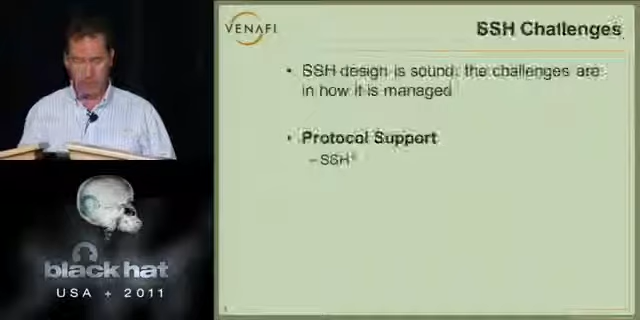 VENAFI
SSH Challenges
• SSH design is sound, the challenges are
in how it is managed
• Protocol Support
black hat
USA + 2011